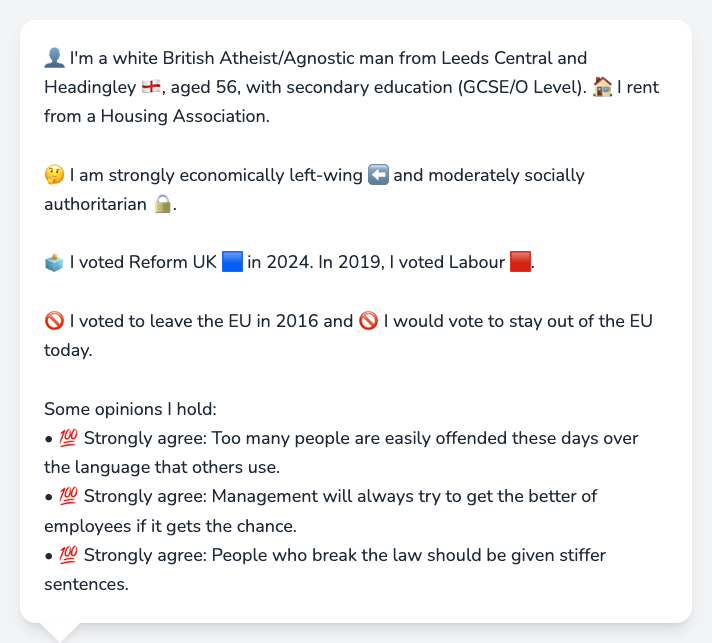 👤 I'm a white British Atheist/Agnostic man from Leeds Central and
Headingley 🏴󠁧󠁢󠁥󠁮󠁧󠁿, aged 56, with secondary education (GCSE/O Level). 🏠 I rent
from a Housing Association.
🤔 I am strongly economically left-wing ⬅️ and moderately socially
authoritarian 🔒.
🗳️ I voted Reform UK 🟦 in 2024. In 2019, I voted Labour 🟥.
🚫 I voted to leave the EU in 2016 and 🚫 I would vote to stay out of the EU
today.
Some opinions I hold:
• 💯 Strongly agree: Too many people are easily offended these days over
the language that others use.
• 💯 Strongly agree: Management will always try to get the better of
employees if it gets the chance.
• 💯 Strongly agree: People who break the law should be given stiffer
sentences.